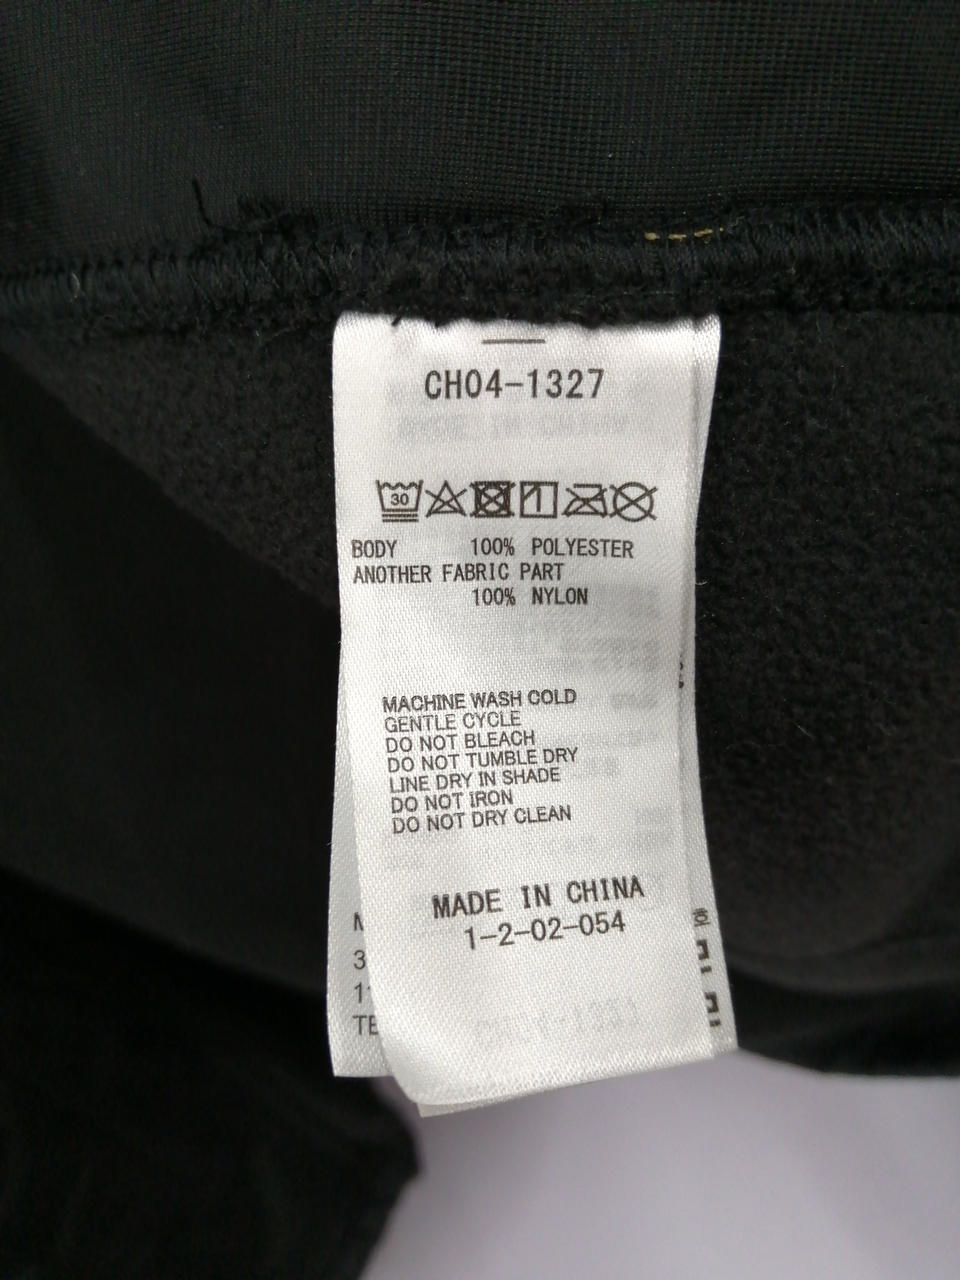 CH04-1327
30
BODY 100% POLYESTER
ANOTHER FABRIC PART
100% NYLON
MACHINE WASH COLD
GENTLE CYCLE
DO NOT BLEACH
DO NOT TUMBLE DRY
LINE DRY IN SHADE
DO NOT IRON
DO NOT DRY CLEAN
MADE IN CHINA
1-2-02-054